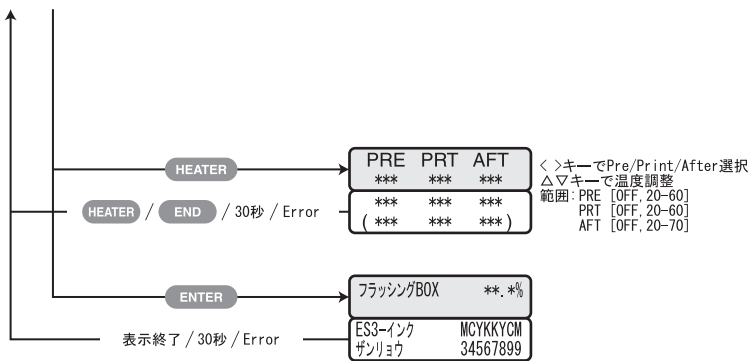 HEATER
PRE PRT AFT
*** *** ***
*** *** ***
( *** *** *** )
< >キーでPre/Print/After選択
△▽キーで温度調整
範囲: PRE [OFF,20-60]
PRT [OFF,20-60]
AFT [OFF,20-70]
HEATER / END / 30秒 / Error
ENTER
フラッシングBOX **.*%
ES3-インク MCYKKYCM
ザンリョウ 34567899
表示終了 / 30秒 / Error